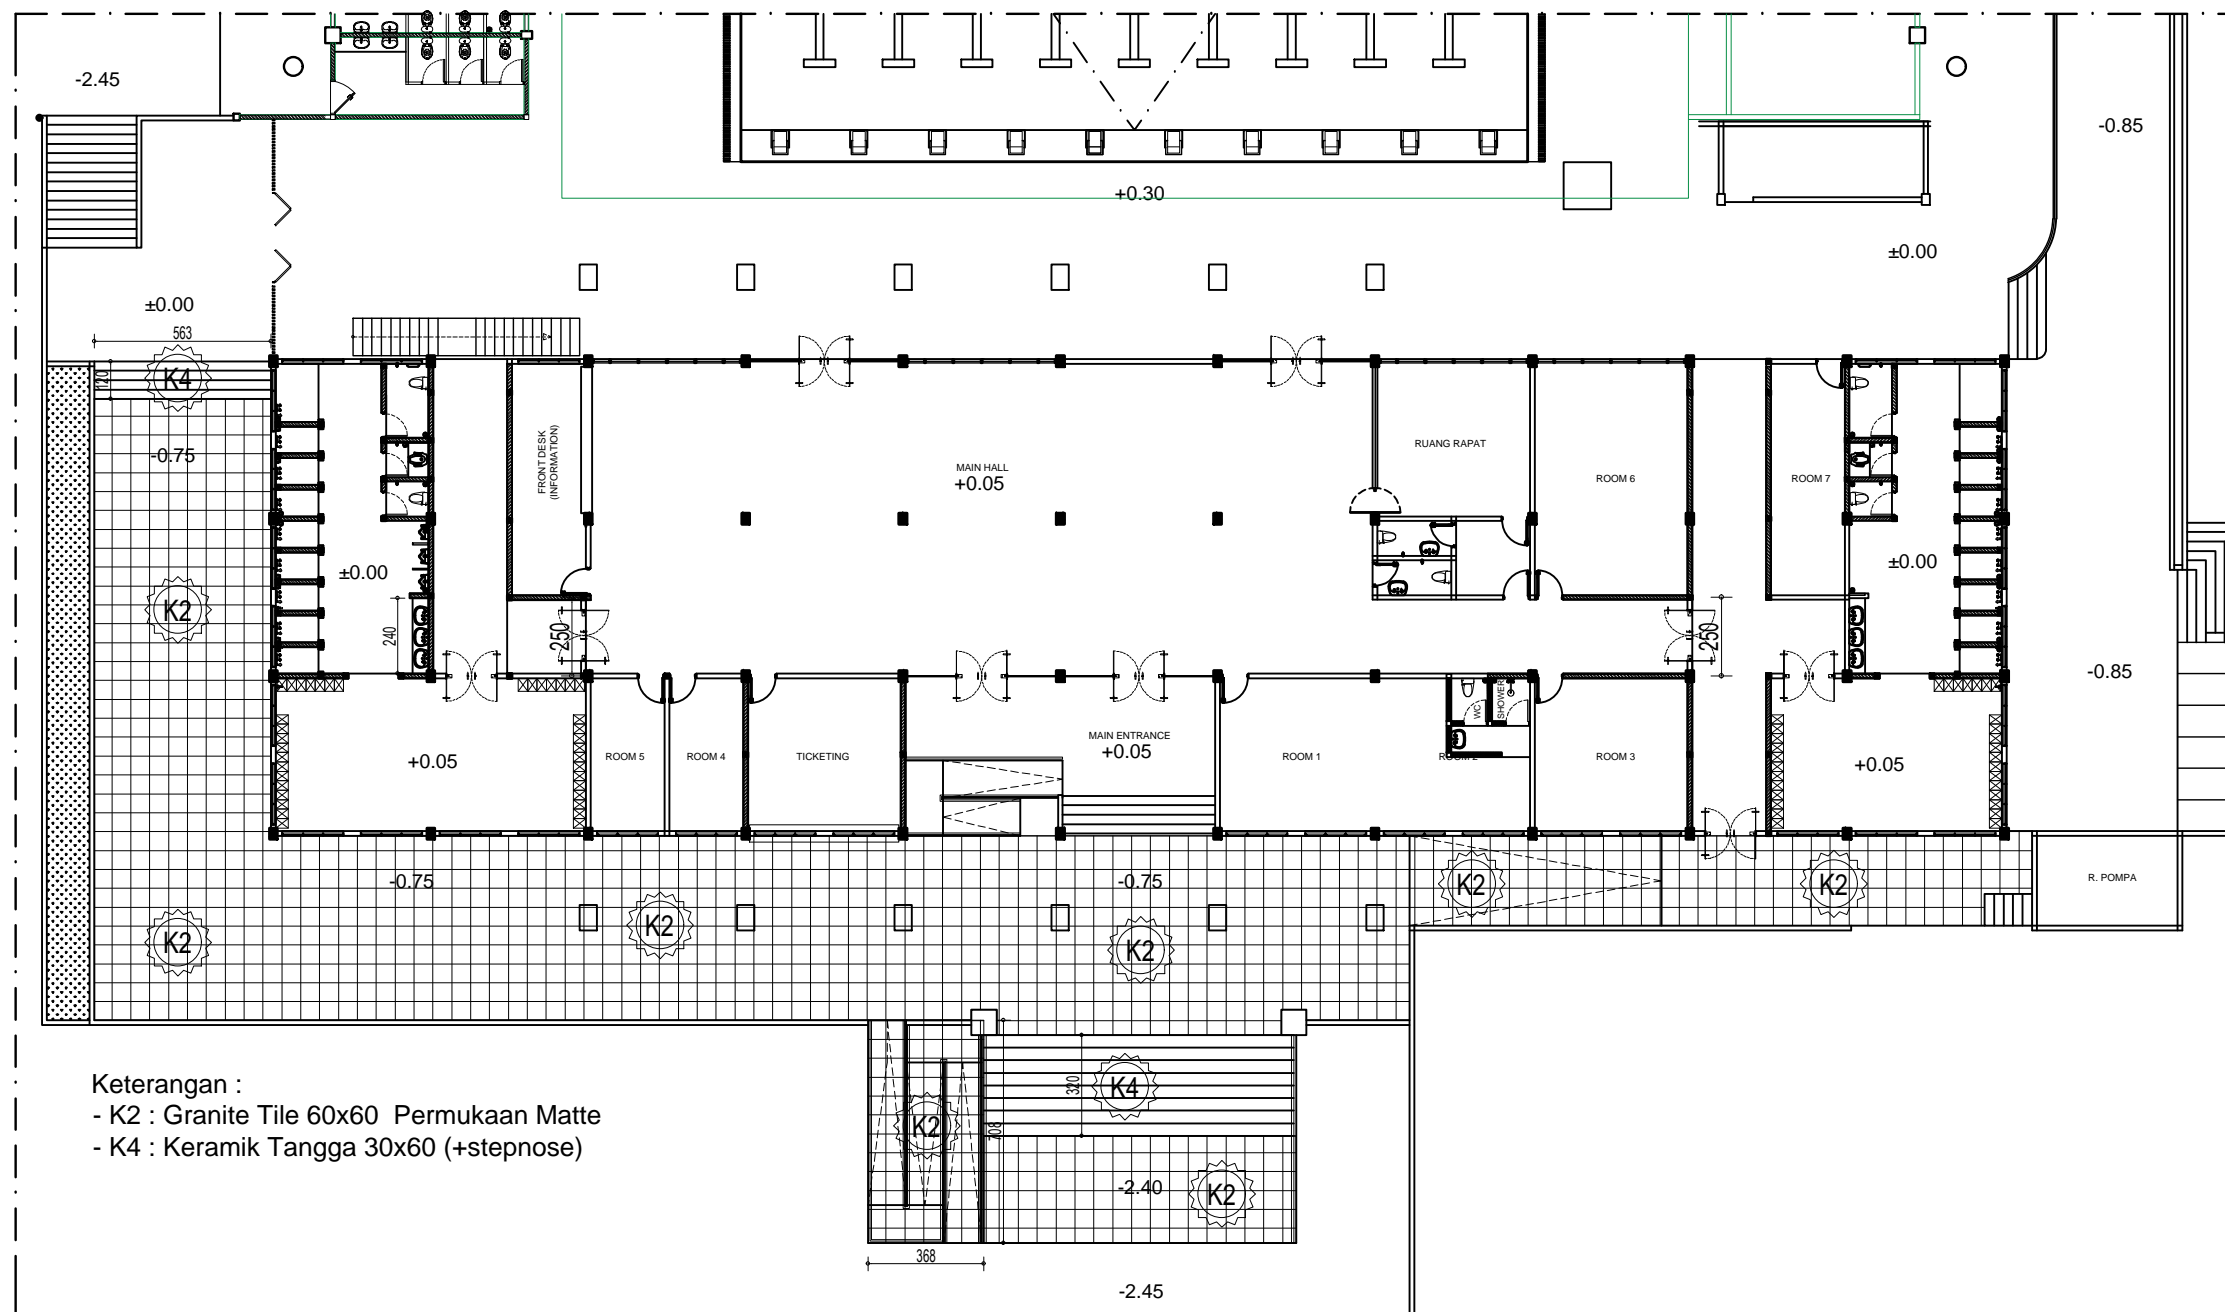 -2.45
-0.85
+0.30
±0.00
±0.00
563
K4
120
-0.75
FRONT DESK
(INFORMATION)
MAIN HALL
+0.05
RUANG RAPAT
ROOM 6
ROOM 7
±0.00
±0.00
K2
240
250
250
-0.85
WC
SHOWER
+0.05
ROOM 5
ROOM 4
TICKETING
MAIN ENTRANCE
+0.05
ROOM 1
ROOM 2
ROOM 3
+0.05
-0.75
-0.75
K2
K2
R. POMPA
K2
K2
K2
Keterangan :
- K2 : Granite Tile 60x60 Permukaan Matte
- K4 : Keramik Tangga 30x60 (+stepnose)
320
K4
K2
708
-2.40
K2
368
-2.45